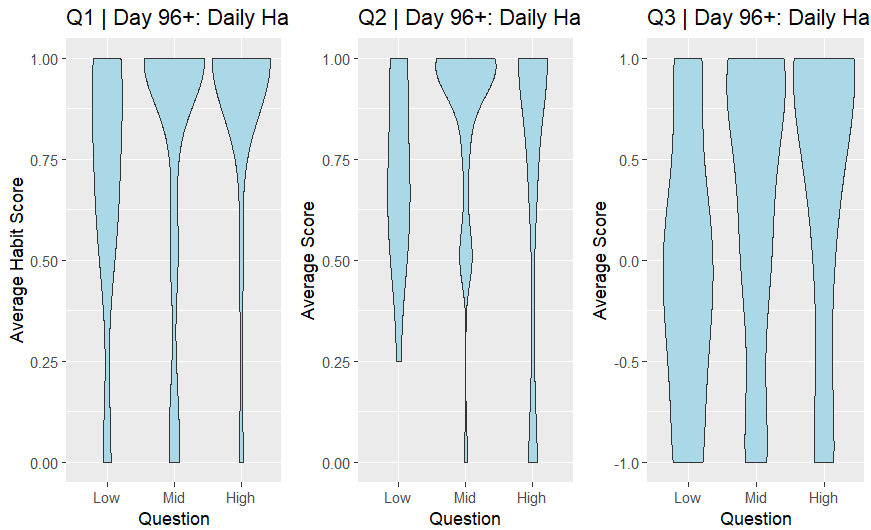 Q1 | Day 96+: Daily Ha
Average Habit Score
1.00
0.75
0.50
0.25
0.00
Low Mid High
Question
Q2 | Day 96+: Daily Ha
Average Score
1.00
0.75
0.50
0.25
0.00
Low Mid High
Question
Q3 | Day 96+: Daily Ha
Average Score
1.0
0.5
0.0
-0.5
-1.0
Low Mid High
Question